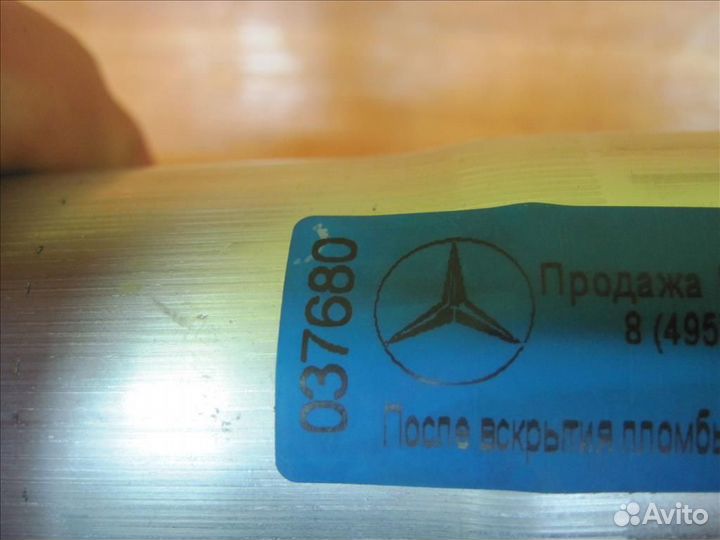 037680
Продажа
8 (495
После вскрытия пломбы
Avito